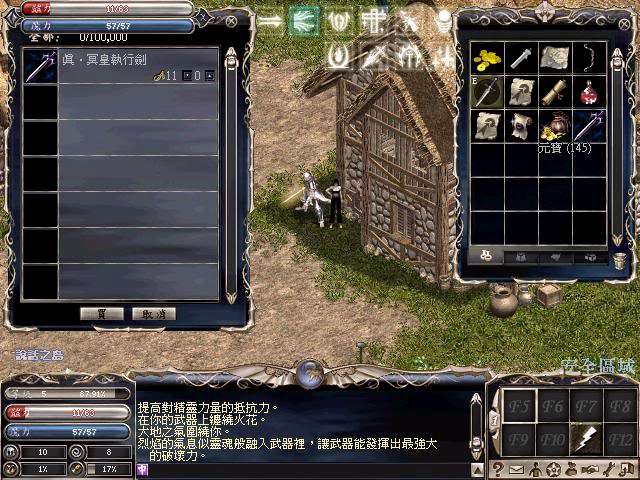 體力 11/63
魔力 57/57
全部： 0/100,000
真．冥皇執行劍
11 0
買 取消
E
元寶 (145)
說話之島
安全區域
等級 5 87.91%
體力 11/63
魔力 57/57
10 8
1% 17%
提高對精靈力量的抵抗力。
在你的武器上纏繞火花。
大地之氣圍繞你。
烈焰的氣息似靈魂般融入武器裡，讓武器能發揮出最強大
的破壞力。
中
F5 F6 F7 F8
F9 F10 F12